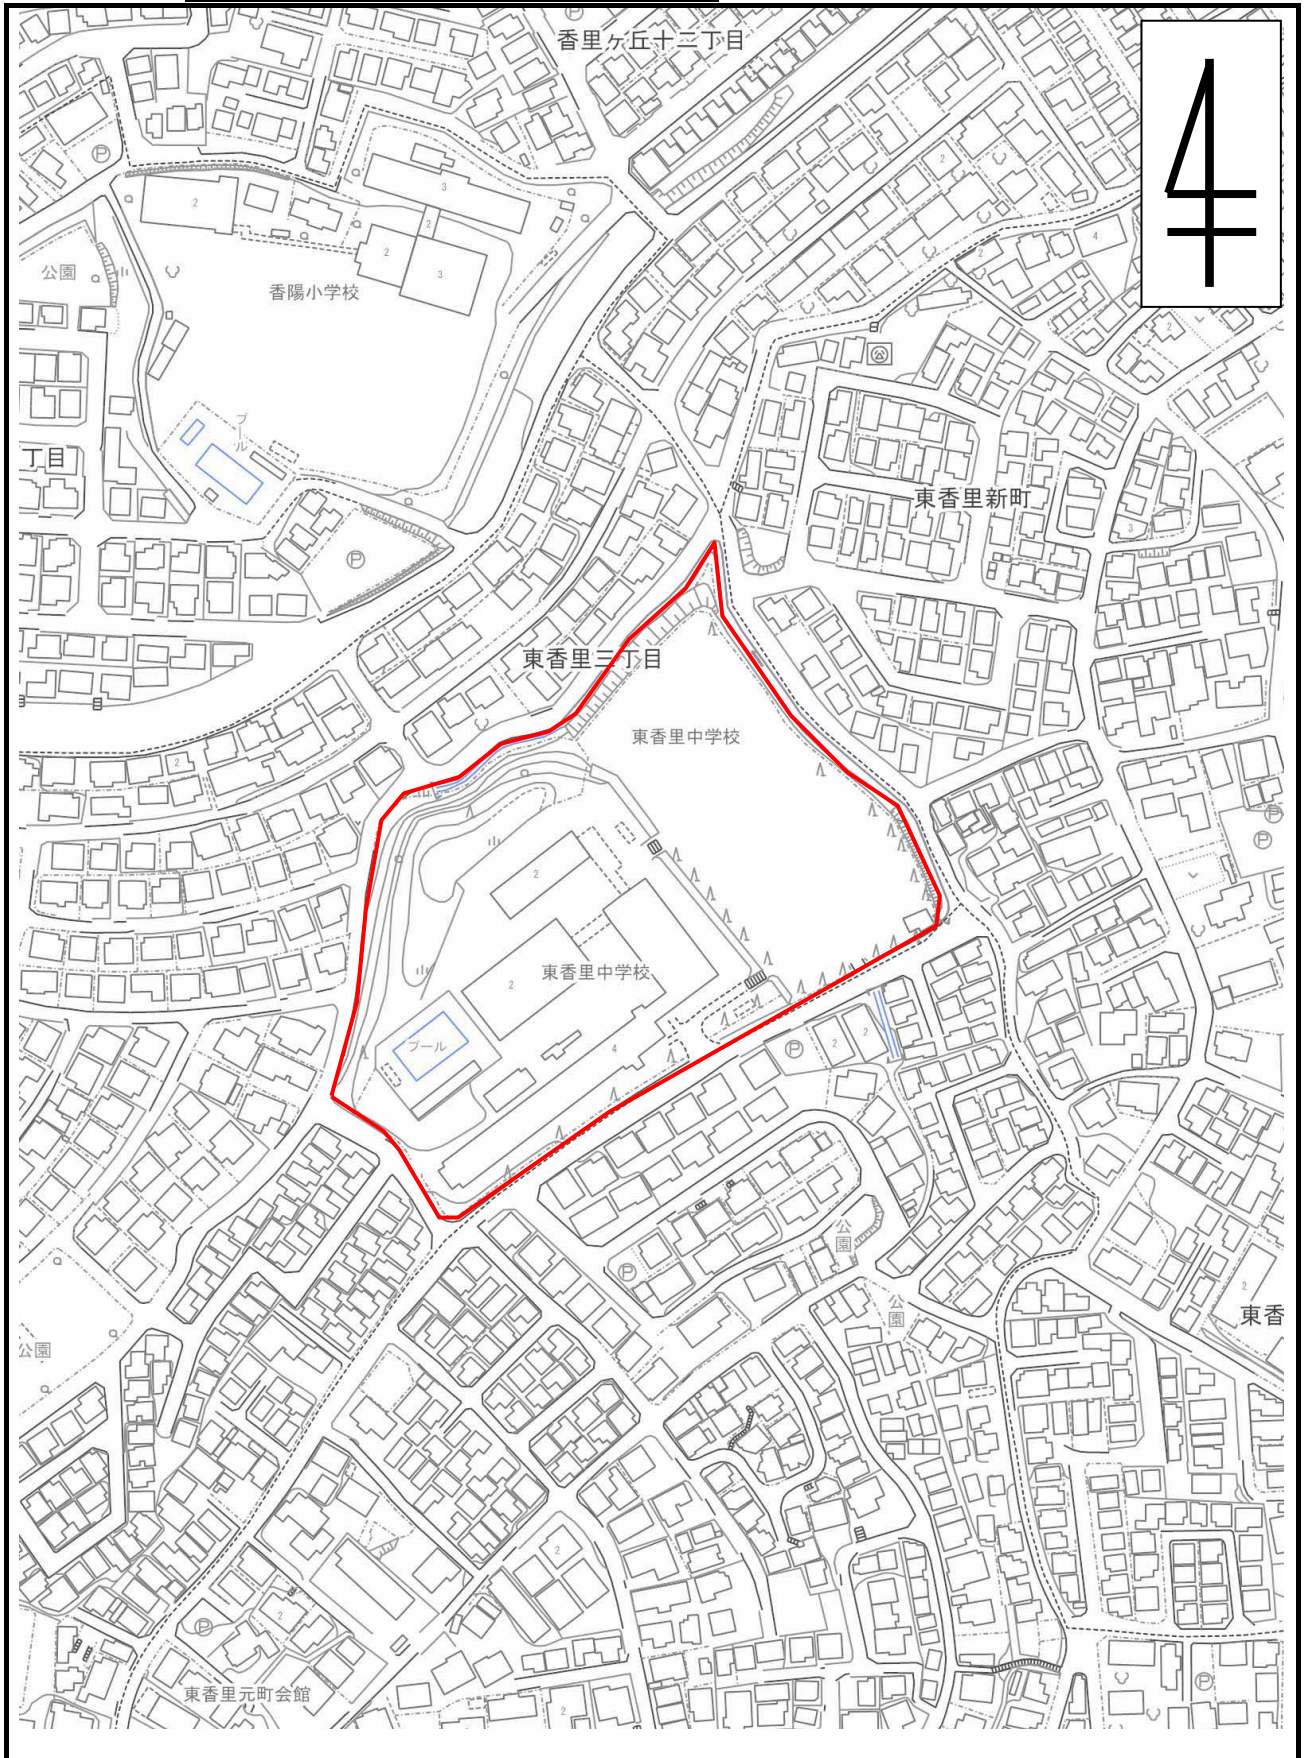 香里ヶ丘十二丁目
公園
香陽小学校
プール
丁目
東香里新町
東香里三丁目
東香里中学校
東香里中学校
プール
公園
公園
公園
東香
東香里元町会館